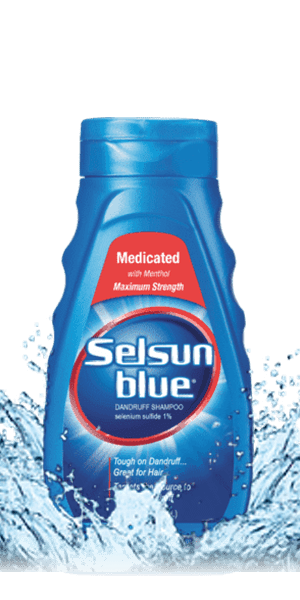 Medicated
with Menthol
Maximum Strength
Selsun
blue®
DANDRUFF SHAMPOO
selenium sulfide 1%
Tough on Dandruff...
Great for Hair